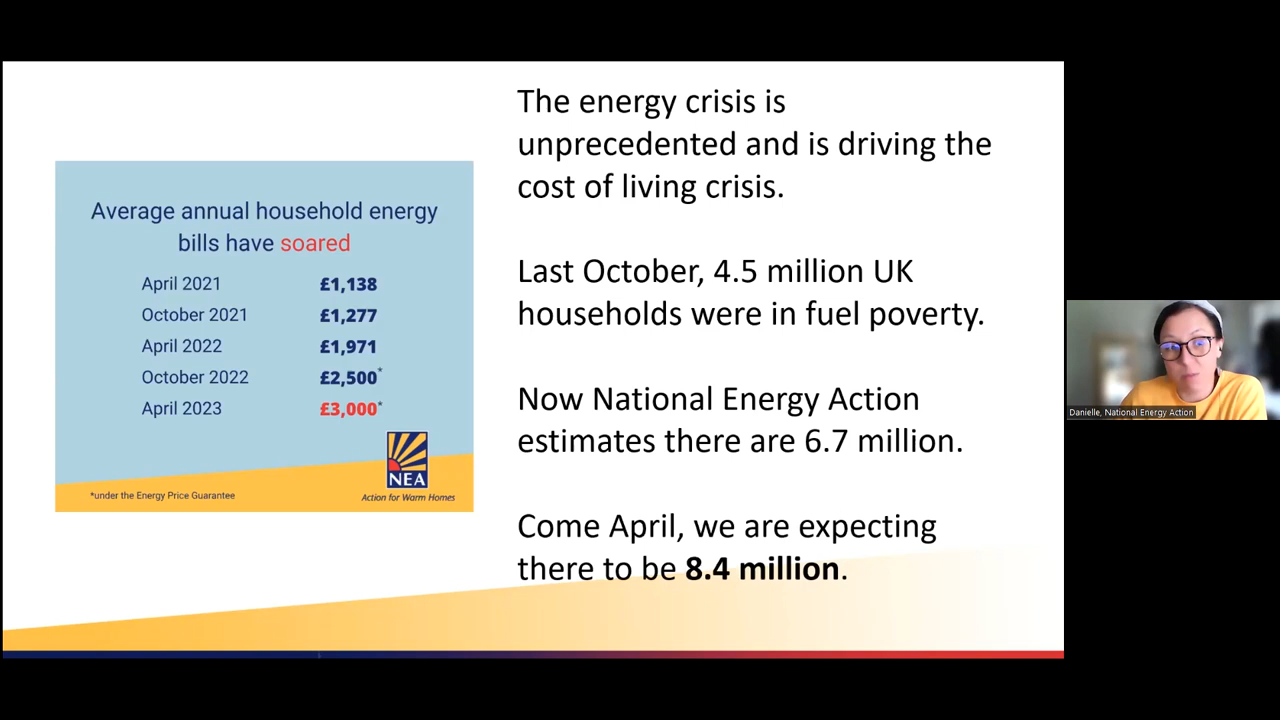 Average annual household energy
bills have soared
April 2021 £1,138
October 2021 £1,277
April 2022 £1,971
October 2022 £2,500*
April 2023 £3,000*
NEA
*under the Energy Price Guarantee
Action for Warm Homes
The energy crisis is
unprecedented and is driving the
cost of living crisis.
Last October, 4.5 million UK
households were in fuel poverty.
Now National Energy Action
estimates there are 6.7 million.
Come April, we are expecting
there to be 8.4 million.
Danielle, National Energy Action